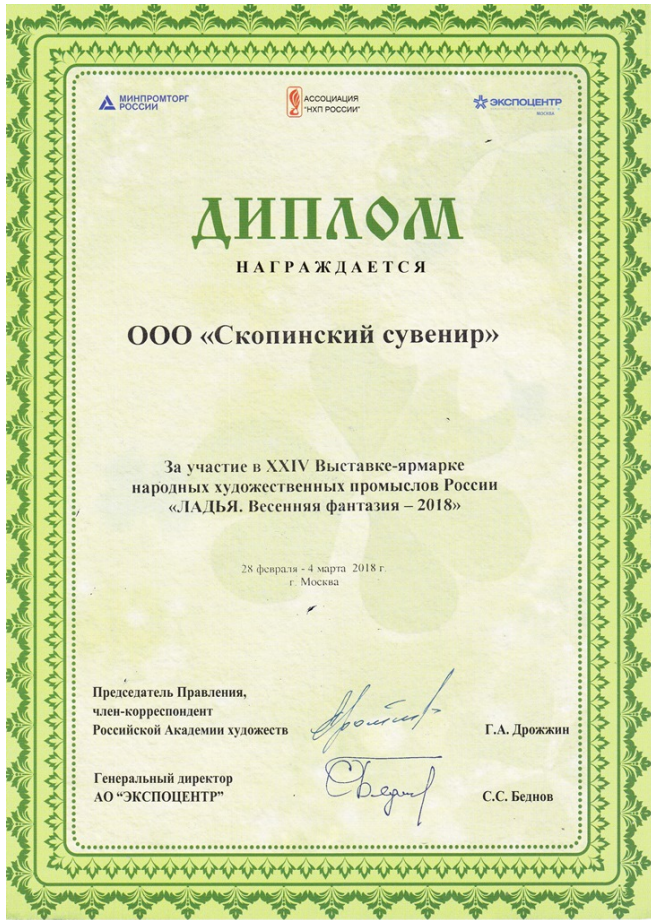 МИНПРОМТОРГ
РОССИИ
АССОЦИАЦИЯ
"НХП РОССИИ"
ЭКСПОЦЕНТР
МОСКВА
ДИПЛОМ
НАГРАЖДАЕТСЯ
ООО «Скопинский сувенир»
За участие в XXIV Выставке-ярмарке
народных художественных промыслов России
«ЛАДЬЯ. Весенняя фантазия – 2018»
28 февраля - 4 марта 2018 г.
г. Москва
Председатель Правления,
член-корреспондент
Российской Академии художеств
Г.А. Дрожжин
Генеральный директор
АО “ЭКСПОЦЕНТР”
С.С. Беднов